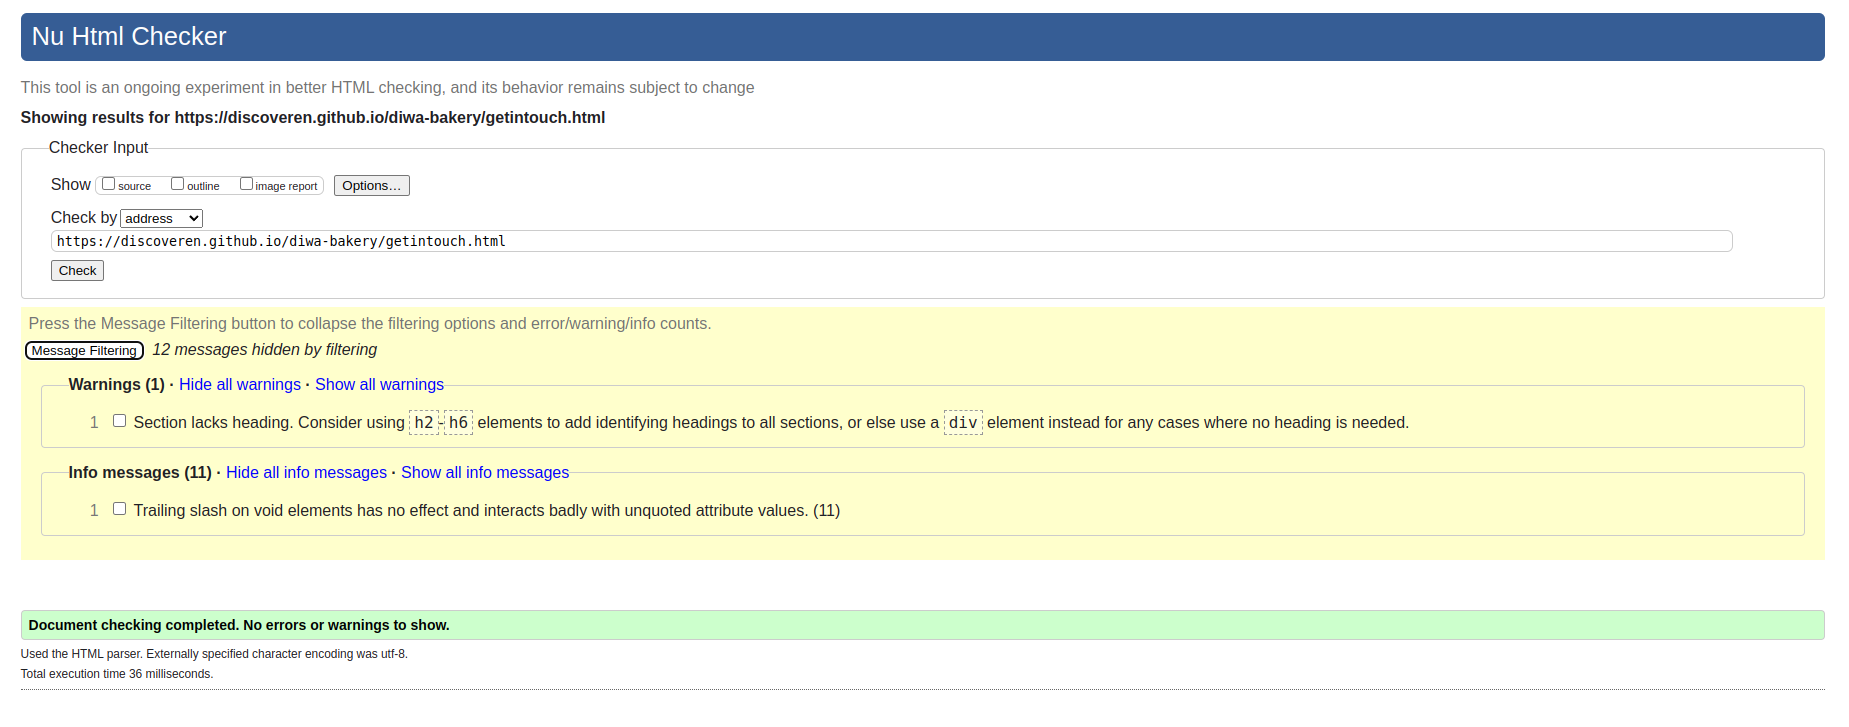 Nu Html Checker
This tool is an ongoing experiment in better HTML checking, and its behavior remains subject to change
Showing results for https://discoveren.github.io/diwa-bakery/getintouch.html
Checker Input
Show source outline image report Options...
Check by address
https://discoveren.github.io/diwa-bakery/getintouch.html
Check
Press the Message Filtering button to collapse the filtering options and error/warning/info counts.
Message Filtering 12 messages hidden by filtering
Warnings (1) · Hide all warnings · Show all warnings
1 Section lacks heading. Consider using h2-h6 elements to add identifying headings to all sections, or else use a div element instead for any cases where no heading is needed.
Info messages (11) · Hide all info messages · Show all info messages
1 Trailing slash on void elements has no effect and interacts badly with unquoted attribute values. (11)
Document checking completed. No errors or warnings to show.
Used the HTML parser. Externally specified character encoding was utf-8.
Total execution time 36 milliseconds.